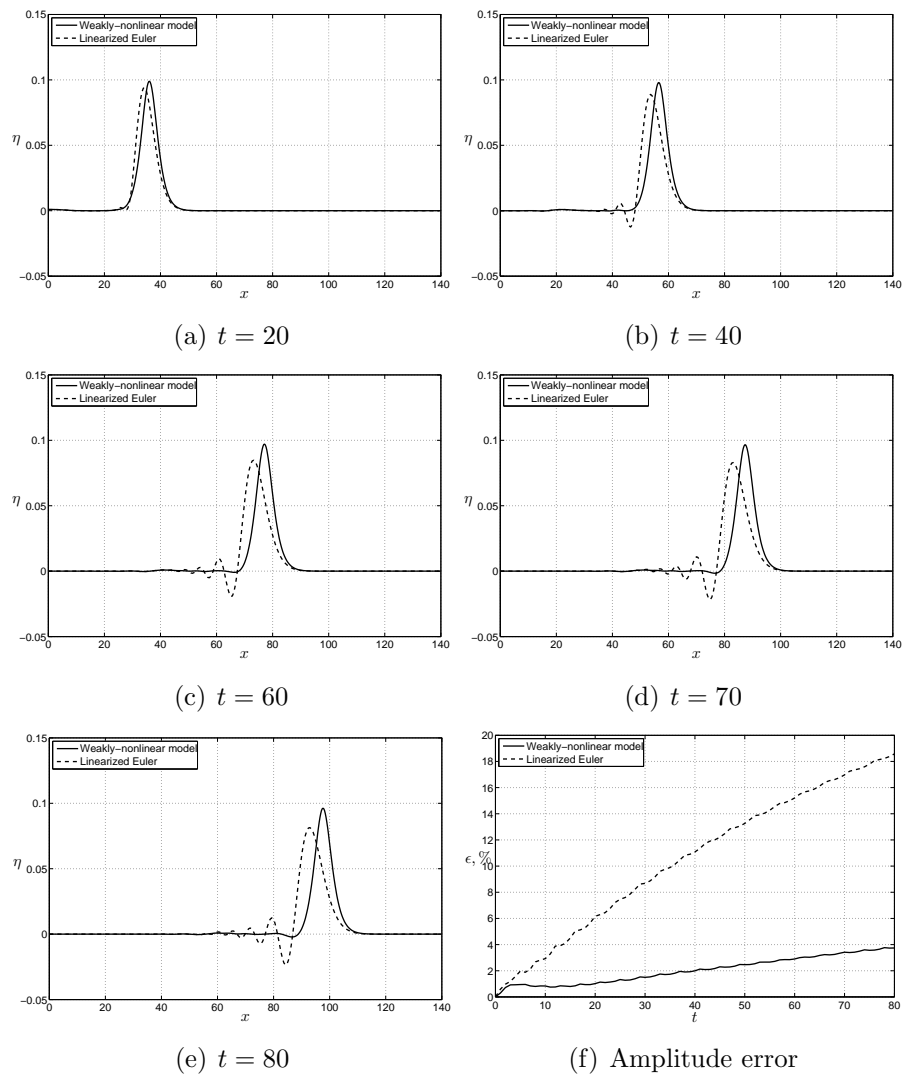 Weakly-nonlinear model
Linearized Euler
0.15
0.1
η
0.05
0
−0.05
0 20 40 60 80 100 120 140
x
(a) t = 20
Weakly-nonlinear model
Linearized Euler
0.15
0.1
η
0.05
0
−0.05
0 20 40 60 80 100 120 140
x
(b) t = 40
Weakly-nonlinear model
Linearized Euler
0.15
0.1
η
0.05
0
−0.05
0 20 40 60 80 100 120 140
x
(c) t = 60
Weakly-nonlinear model
Linearized Euler
0.15
0.1
η
0.05
0
−0.05
0 20 40 60 80 100 120 140
x
(d) t = 70
Weakly-nonlinear model
Linearized Euler
0.15
0.1
η
0.05
0
−0.05
0 20 40 60 80 100 120 140
x
(e) t = 80
Weakly-nonlinear model
Linearized Euler
20
18
16
14
12
ϵ, %
10
8
6
4
2
0
0 10 20 30 40 50 60 70 80
t
(f) Amplitude error